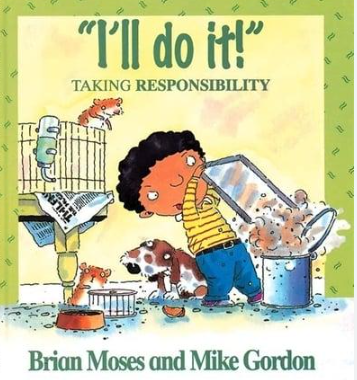 "I'll do it!"
TAKING RESPONSIBILITY
Brian Moses and Mike Gordon